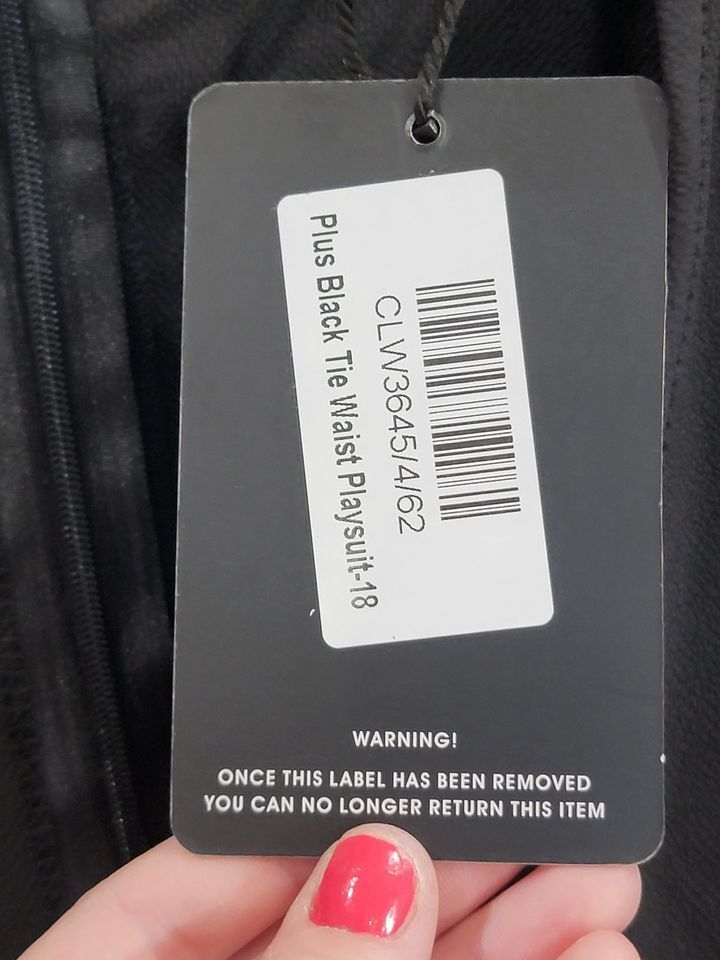 Plus Black Tie Waist Playsuit-18
CLW3645/4/62
WARNING!
ONCE THIS LABEL HAS BEEN REMOVED
YOU CAN NO LONGER RETURN THIS ITEM